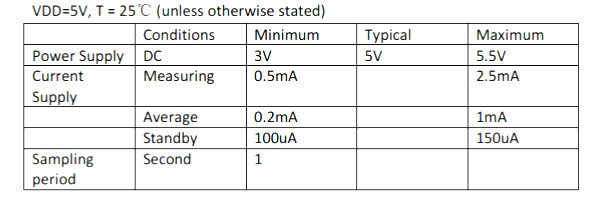 VDD=5V, T = 25℃ (unless otherwise stated)
Conditions Minimum Typical Maximum
Power Supply DC 3V 5V 5.5V
Current Supply Measuring 0.5mA 2.5mA
Average 0.2mA 1mA
Standby 100uA 150uA
Sampling period Second 1